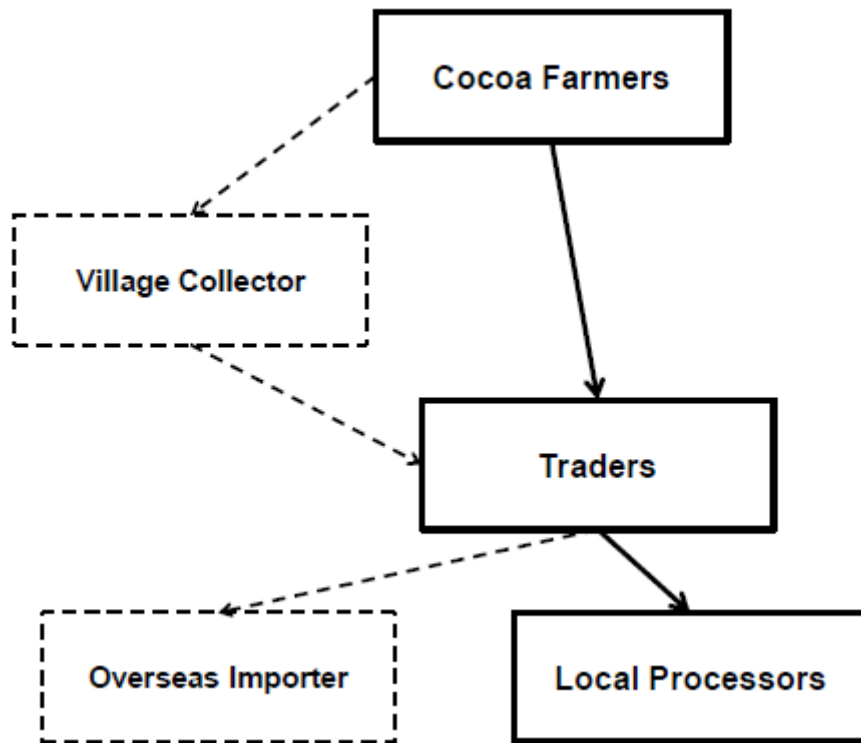 Cocoa Farmers
Village Collector
Traders
Overseas Importer
Local Processors